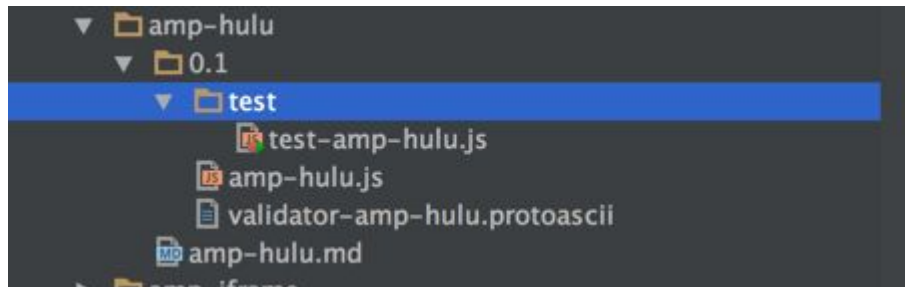 amp-hulu
0.1
test
test-amp-hulu.js
amp-hulu.js
validator-amp-hulu.protoascii
amp-hulu.md